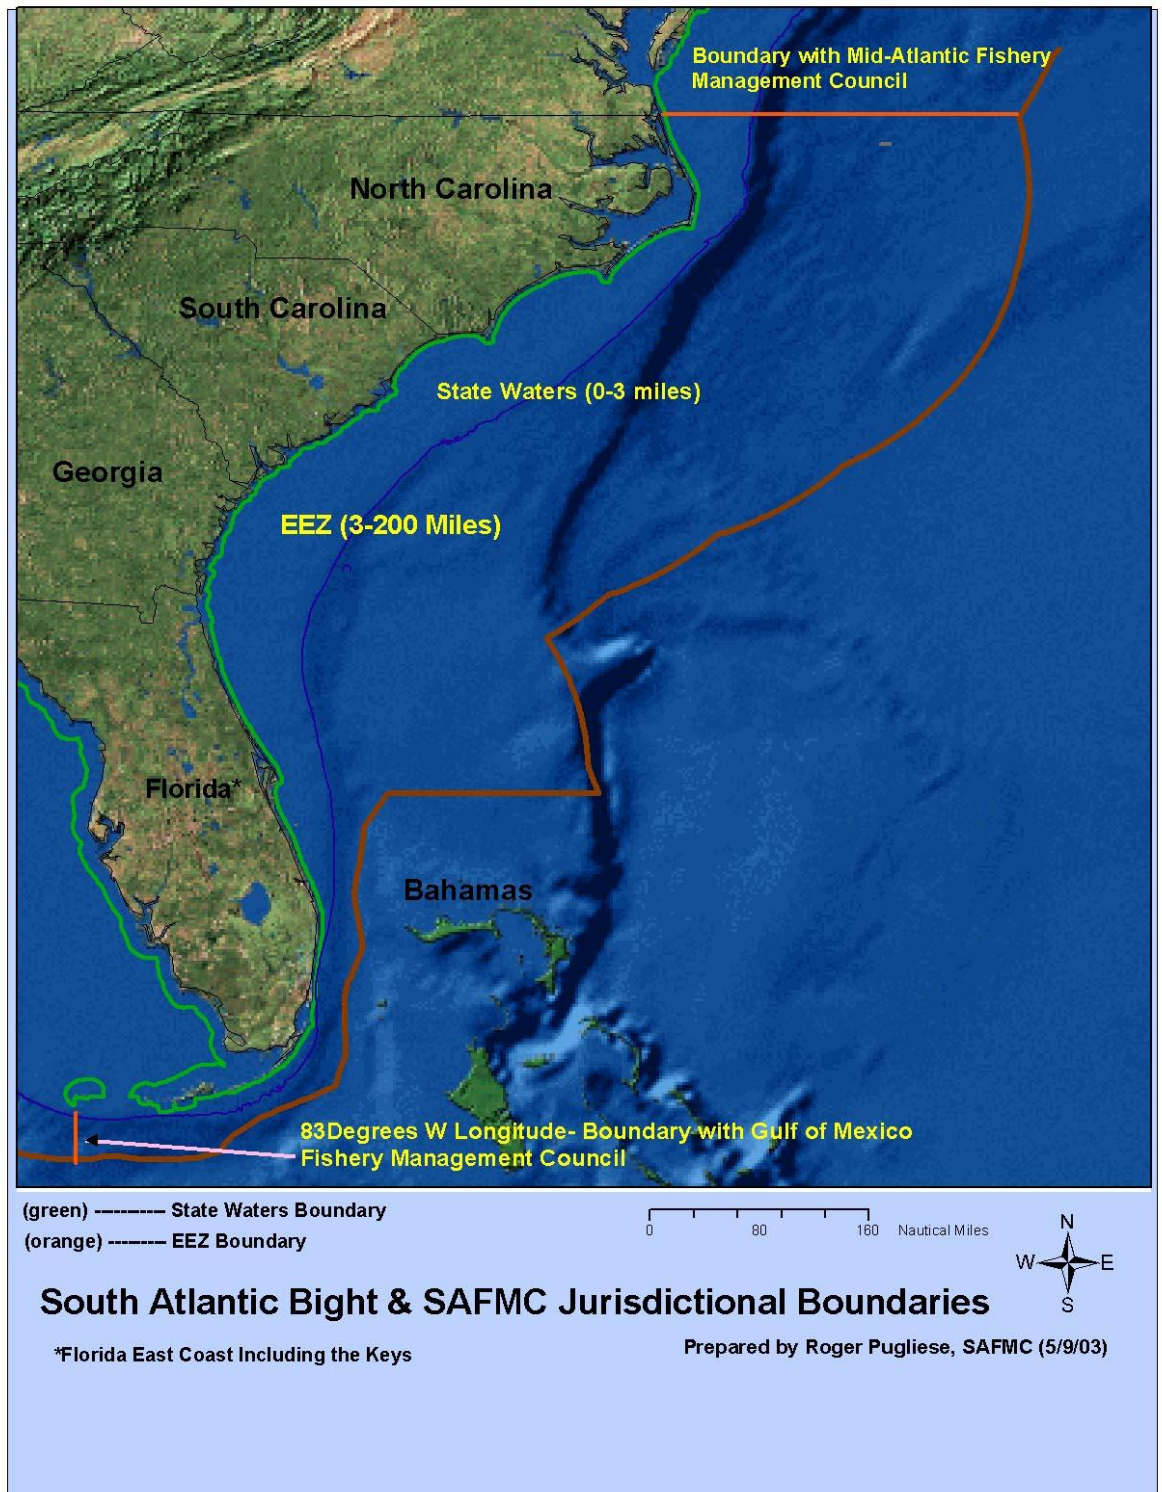 Boundary with Mid-Atlantic Fishery
Management Council
North Carolina
South Carolina
State Waters (0-3 miles)
Georgia
EEZ (3-200 Miles)
Florida*
Bahamas
83Degrees W Longitude- Boundary with Gulf of Mexico
Fishery Management Council
(green) ----------- State Waters Boundary
(orange) --------- EEZ Boundary
0 80 160 Nautical Miles
N
W E
S
South Atlantic Bight & SAFMC Jurisdictional Boundaries
*Florida East Coast Including the Keys
Prepared by Roger Pugliese, SAFMC (5/9/03)